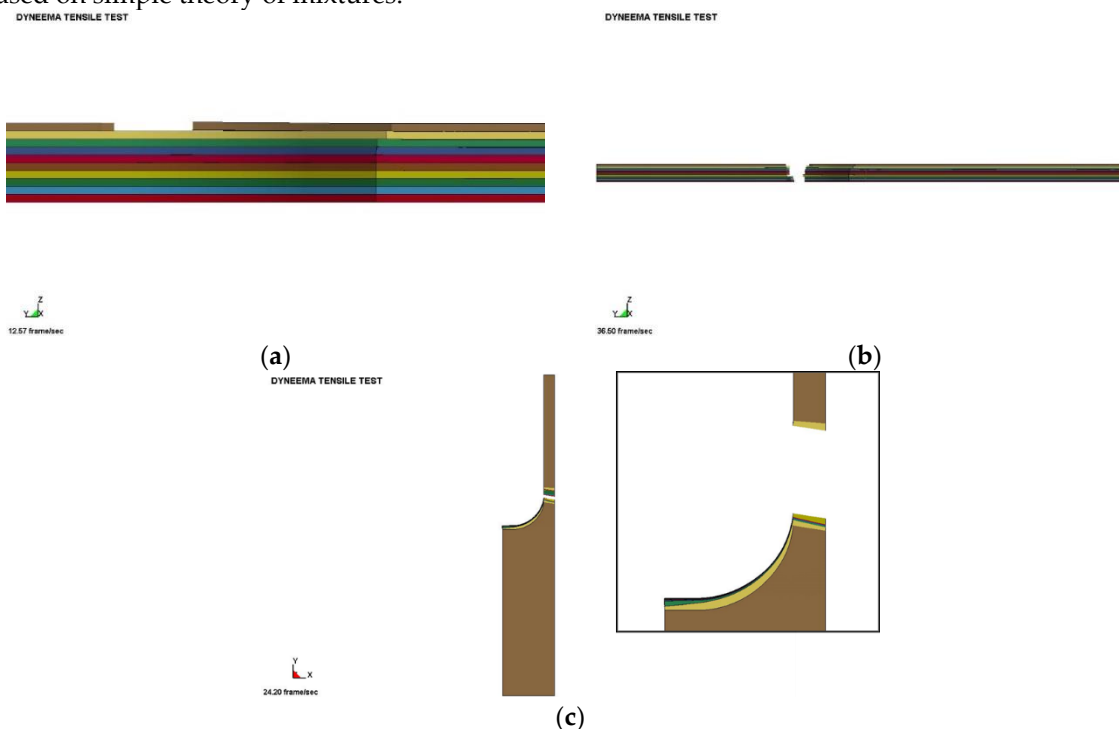 ased on simple theory of mixtures.
DYNEEMA TENSILE TEST
DYNEEMA TENSILE TEST
Z
Y X
12.57 frame/sec
Z
Y X
36.50 frame/sec
(a)
(b)
DYNEEMA TENSILE TEST
Y
X
24.20 frame/sec
(c)